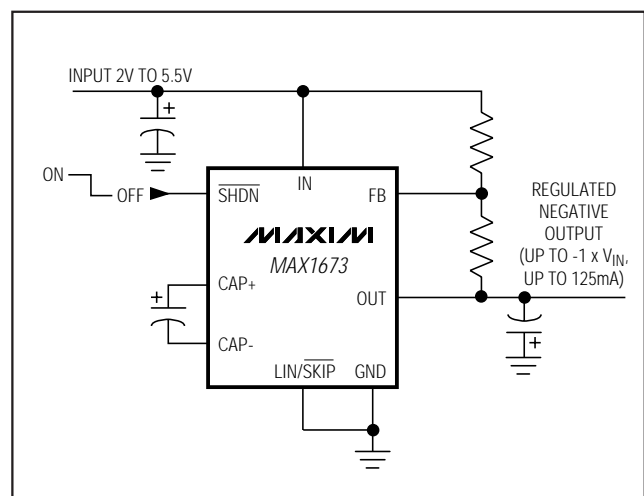 INPUT 2V TO 5.5V
+
ON
OFF
SHDN
IN
FB
REGULATED
NEGATIVE
OUTPUT
(UP TO -1 x VIN,
UP TO 125mA)
MAXIM
MAX1673
+
CAP+
CAP-
OUT
+
LIN/SKIP
GND